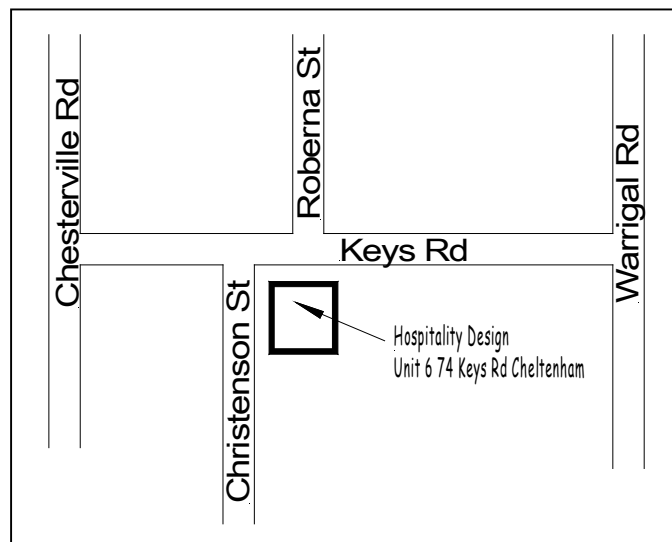 Chesterville Rd
Roberna St
Warrigal Rd
Keys Rd
Christenson St
Hospitality Design
Unit 6 74 Keys Rd Cheltenham